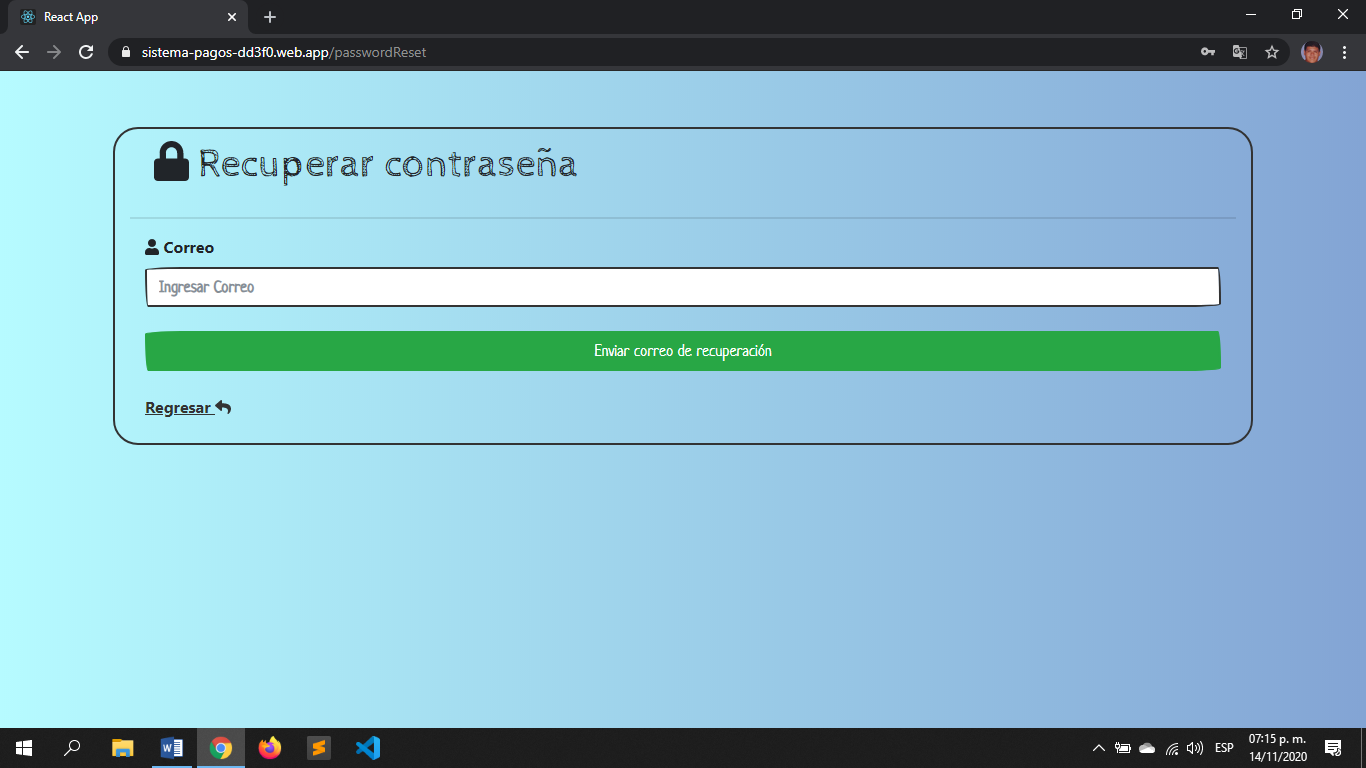 React App
sistema-pagos-dd3f0.web.app/passwordReset
Recuperar contraseña
Correo
Ingresar Correo
Enviar correo de recuperación
Regresar
ESP
07:15 p. m.
14/11/2020